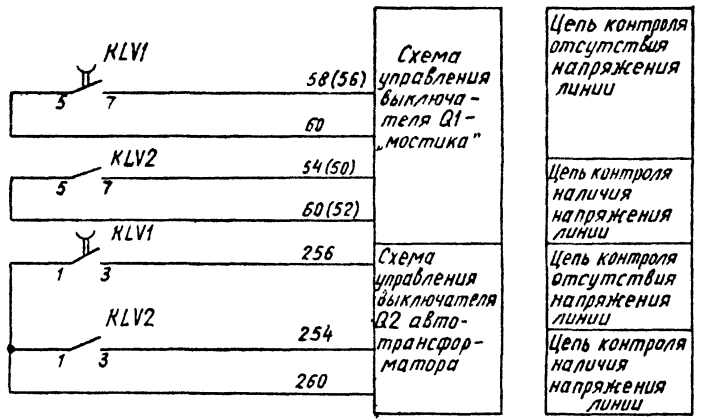 KLV1
5 7
58(56)
60
KLV2
5 7
54(50)
60(52)
KLV1
1 3
256
KLV2
1 3
254
260
Схема
управления
выключа-
теля Q1-
„мостика"
Схема
управления
выключателя
Q2 авто-
трансфор-
матора
Цепь контроля
отсутствия
напряжения
линии
Цепь контроля
наличия
напряжения
линии
Цепь контроля
отсутствия
напряжения
линии
Цепь контроля
наличия
напряжения
линии